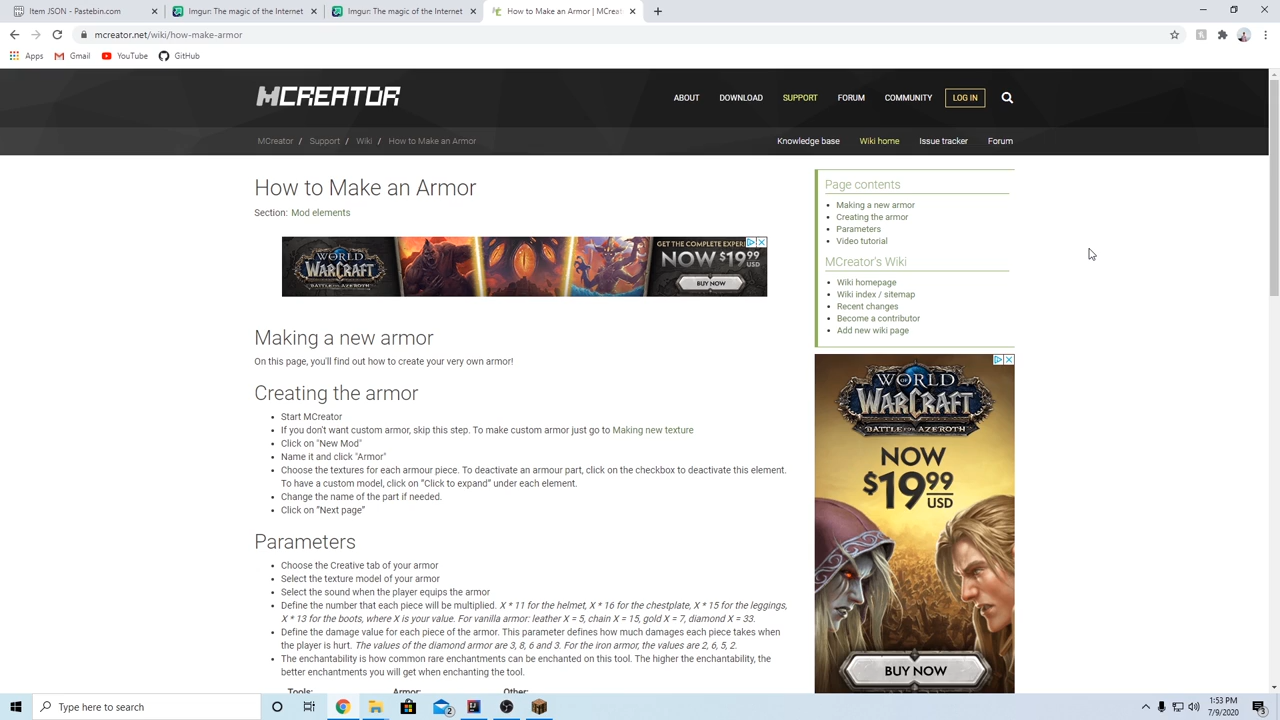 Item JSON - Pastebin.com
Imgur: The magic of the Internet
Imgur: The magic of the Internet
How to Make an Armor | MCreat
mcreator.net/wiki/how-make-armor
Apps
Gmail
YouTube
GitHub
MCREATOR
ABOUT
DOWNLOAD
SUPPORT
FORUM
COMMUNITY
LOG IN
MCreator / Support / Wiki / How to Make an Armor
Knowledge base
Wiki home
Issue tracker
Forum
How to Make an Armor
Section: Mod elements
WORLD
WARCRAFT
BATTLE FOR AZEROTH
GET THE COMPLETE EXPERI
NOW $19.99
USD
BUY NOW
Making a new armor
On this page, you'll find out how to create your very own armor!
Creating the armor
• Start MCreator
• If you don't want custom armor, skip this step. To make custom armor just go to Making new texture
• Click on "New Mod"
• Name it and click "Armor"
• Choose the textures for each armour piece. To deactivate an armour part, click on the checkbox to deactivate this element.
To have a custom model, click on "Click to expand" under each element.
• Change the name of the part if needed.
• Click on "Next page"
Parameters
• Choose the Creative tab of your armor
• Select the texture model of your armor
• Select the sound when the player equips the armor
• Define the number that each piece will be multiplied. X * 11 for the helmet, X * 16 for the chestplate, X * 15 for the leggings,
X * 13 for the boots, where X is your value. For vanilla armor: leather X = 5, chain X = 15, gold X = 7, diamond X = 33.
• Define the damage value for each piece of the armor. This parameter defines how much damages each piece takes when
the player is hurt. The values of the diamond armor are 3, 8, 6 and 3. For the iron armor, the values are 2, 6, 5, 2.
• The enchantability is how common rare enchantments can be enchanted on this tool. The higher the enchantability, the
better enchantments you will get when enchanting the tool.
Tools:
Armor:
Other:
Page contents
• Making a new armor
• Creating the armor
• Parameters
• Video tutorial
MCreator's Wiki
• Wiki homepage
• Wiki index / sitemap
• Recent changes
• Become a contributor
• Add new wiki page
WORLD
WARCRAFT
BATTLE FOR AZEROTH
NOW
$19.99
USD
BUY NOW
Type here to search
2
1:53 PM
7/9/2020
3